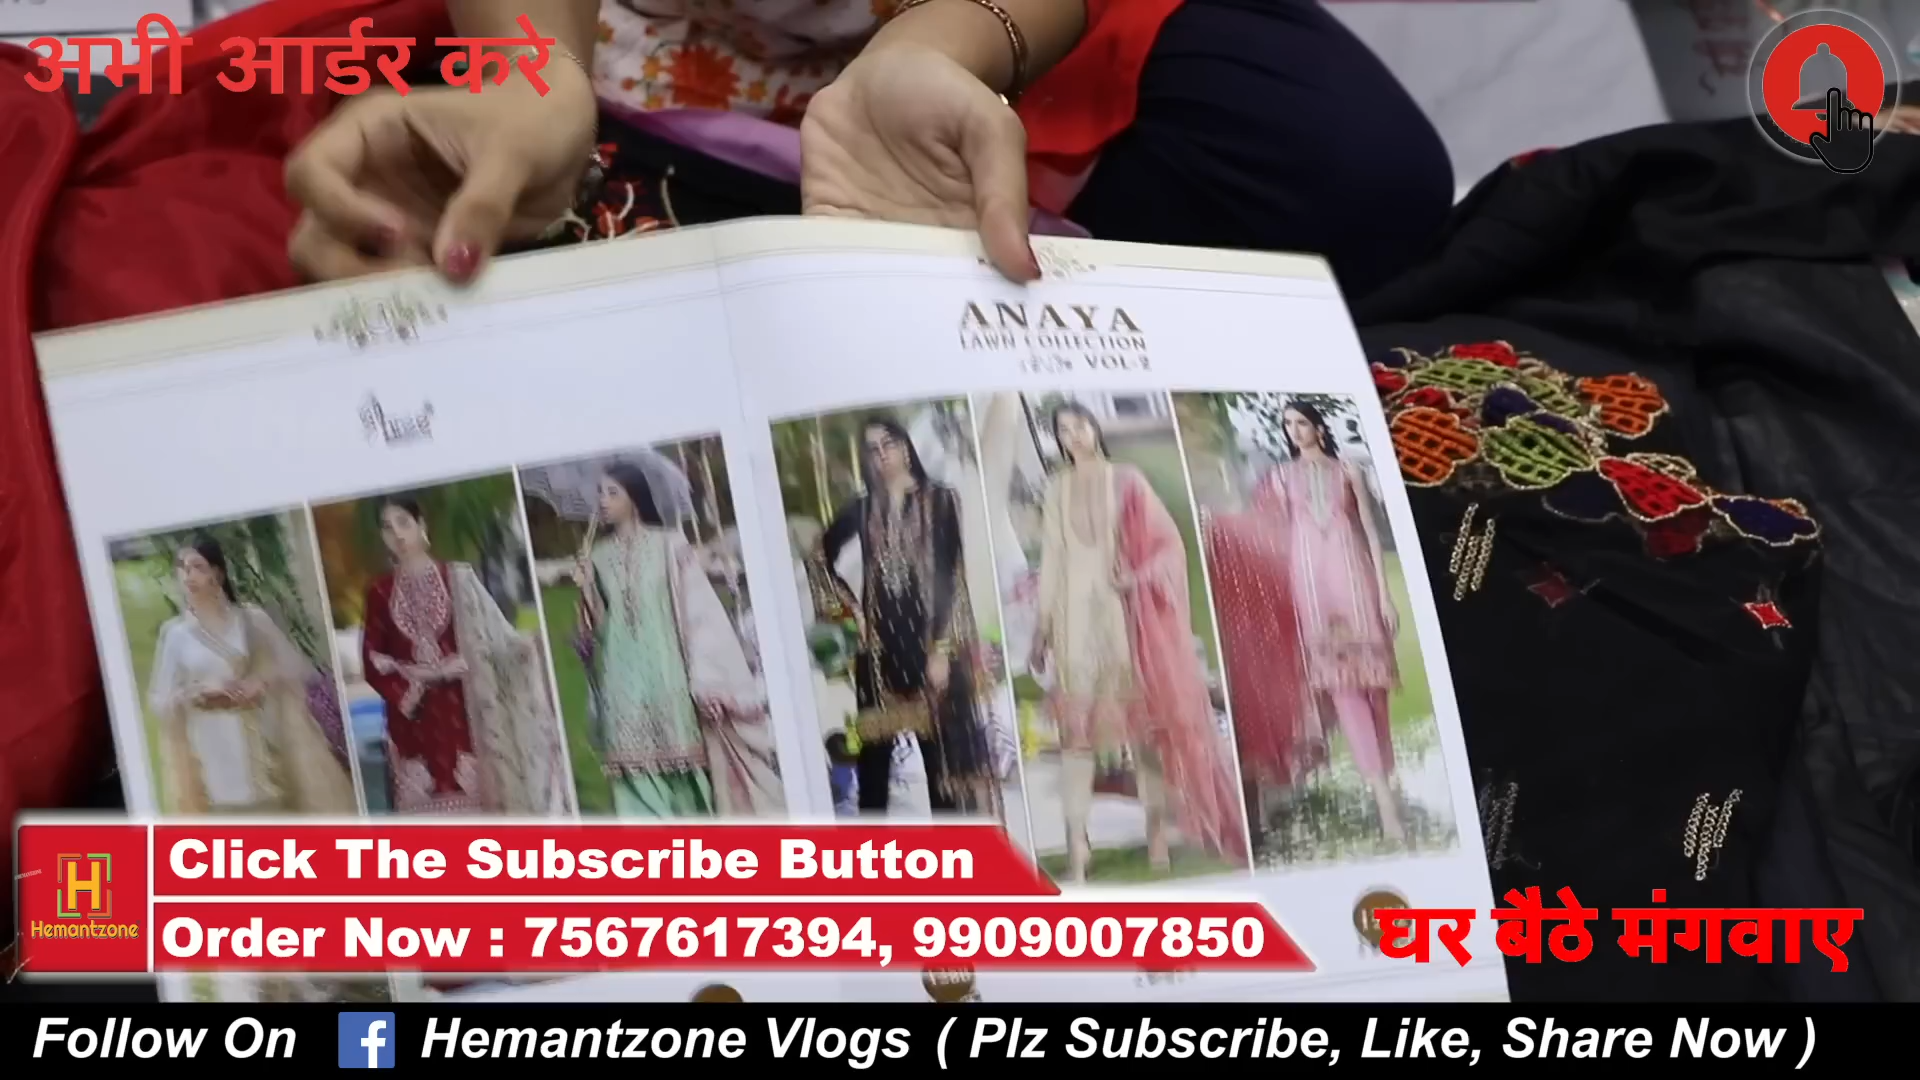 अभी आर्डर करे
ANAYA
LAWN COLLECTION
VOL-2
Click The Subscribe Button
Hemantzone
Order Now : 7567617394, 9909007850
घर बैठे मंगवाए
Follow On f Hemantzone Vlogs ( Plz Subscribe, Like, Share Now )